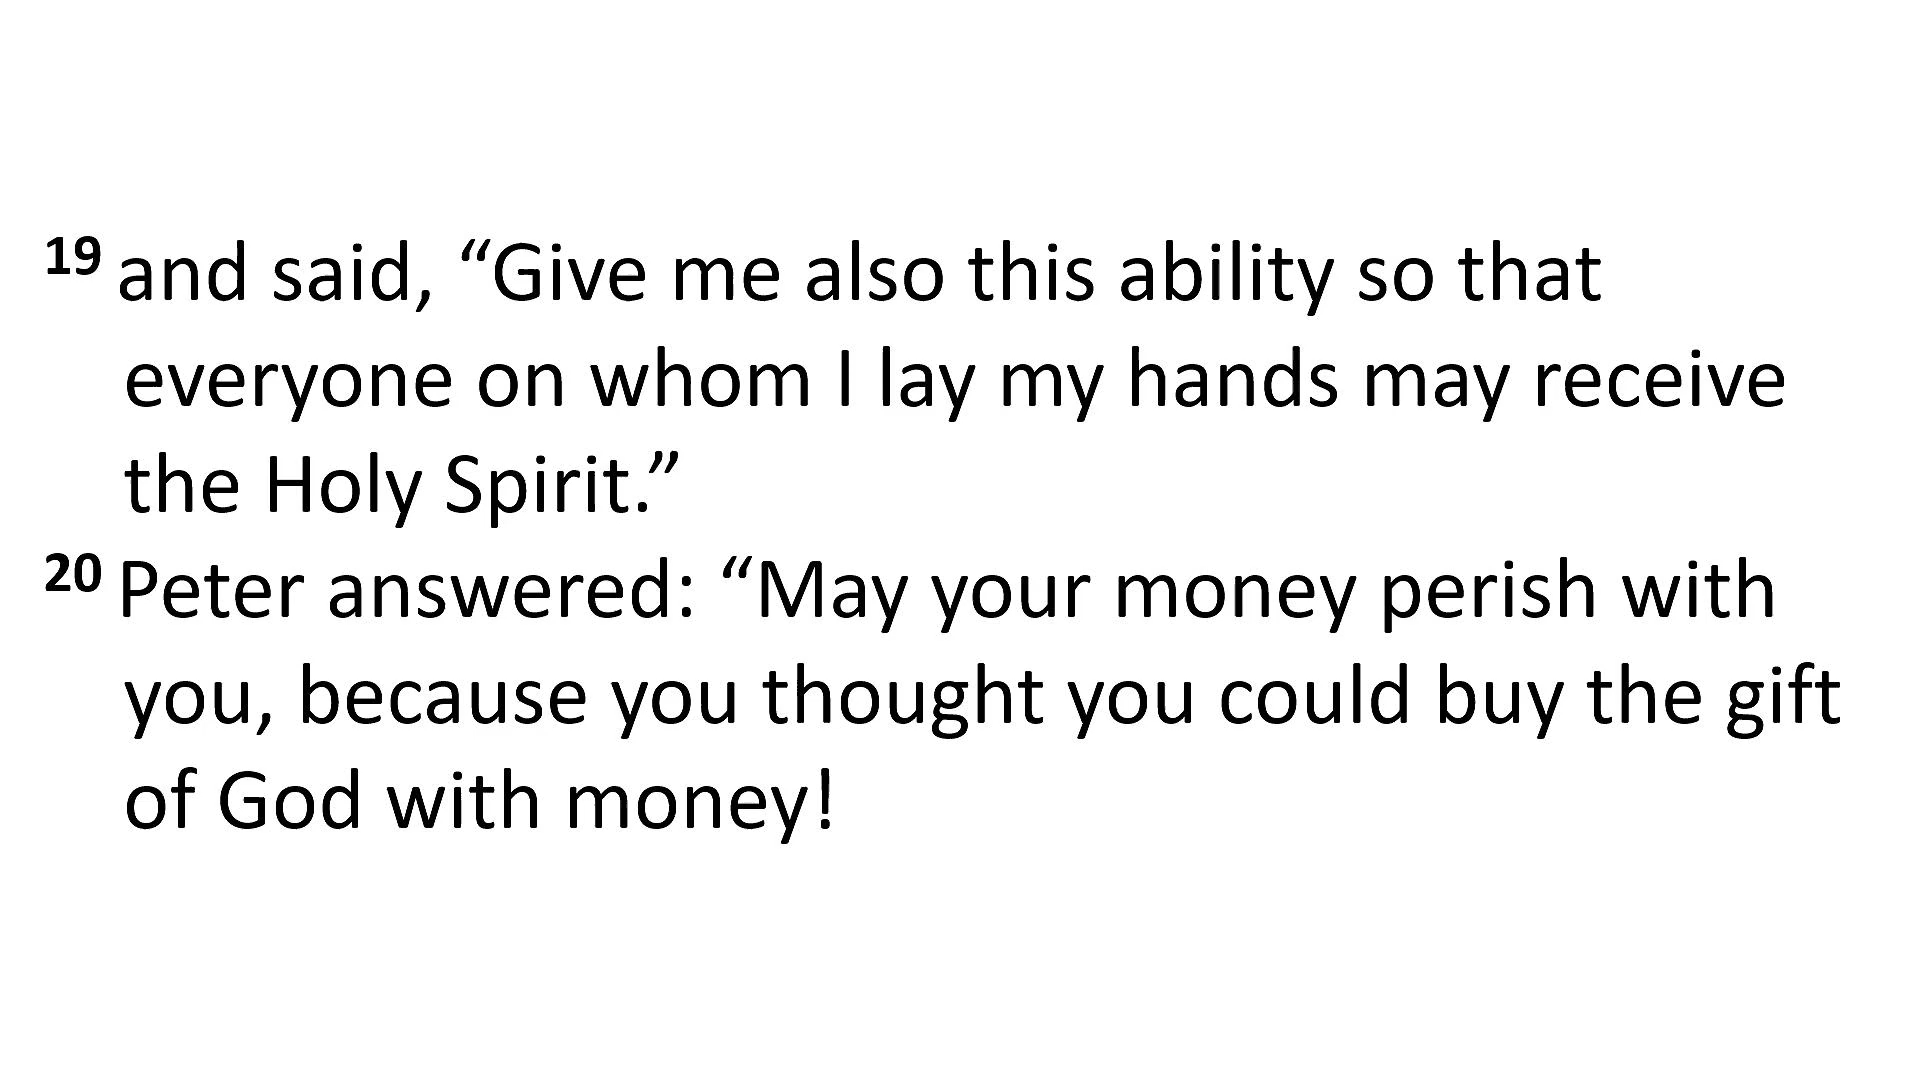 19 and said, “Give me also this ability so that
everyone on whom I lay my hands may receive
the Holy Spirit.”
20 Peter answered: “May your money perish with
you, because you thought you could buy the gift
of God with money!